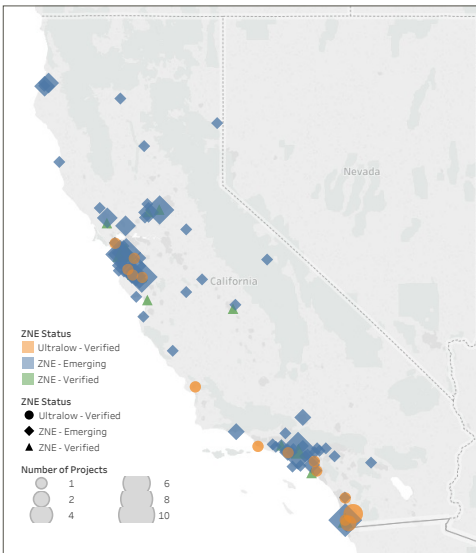 Nevada
California
ZNE Status
Ultralow - Verified
ZNE - Emerging
ZNE - Verified
ZNE Status
Ultralow - Verified
ZNE - Emerging
ZNE - Verified
Number of Projects
1 6
2 8
4 10